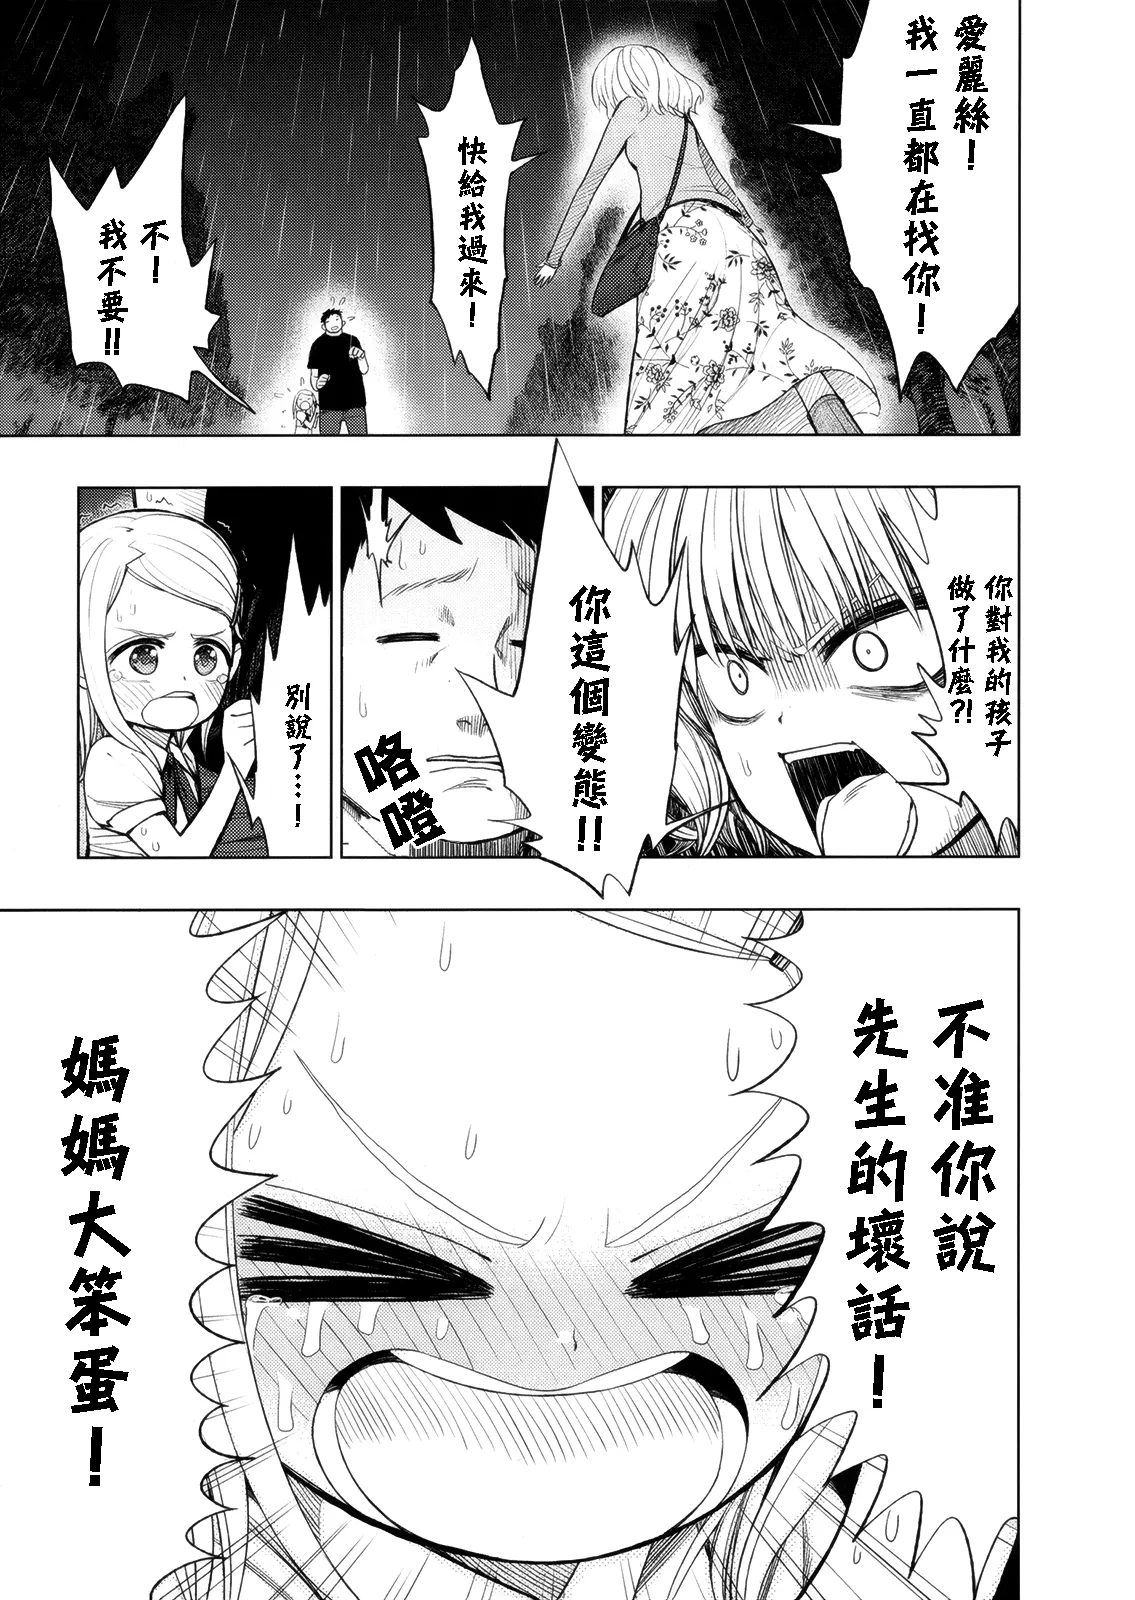 愛麗絲！
我一直都在找你！
快給我過來！
不！
我不要!!
你對我的孩子
做了什麼?!
你這個變態!!
咯噔
別說了…！
不准你說
先生的壞話！
媽媽大笨蛋！